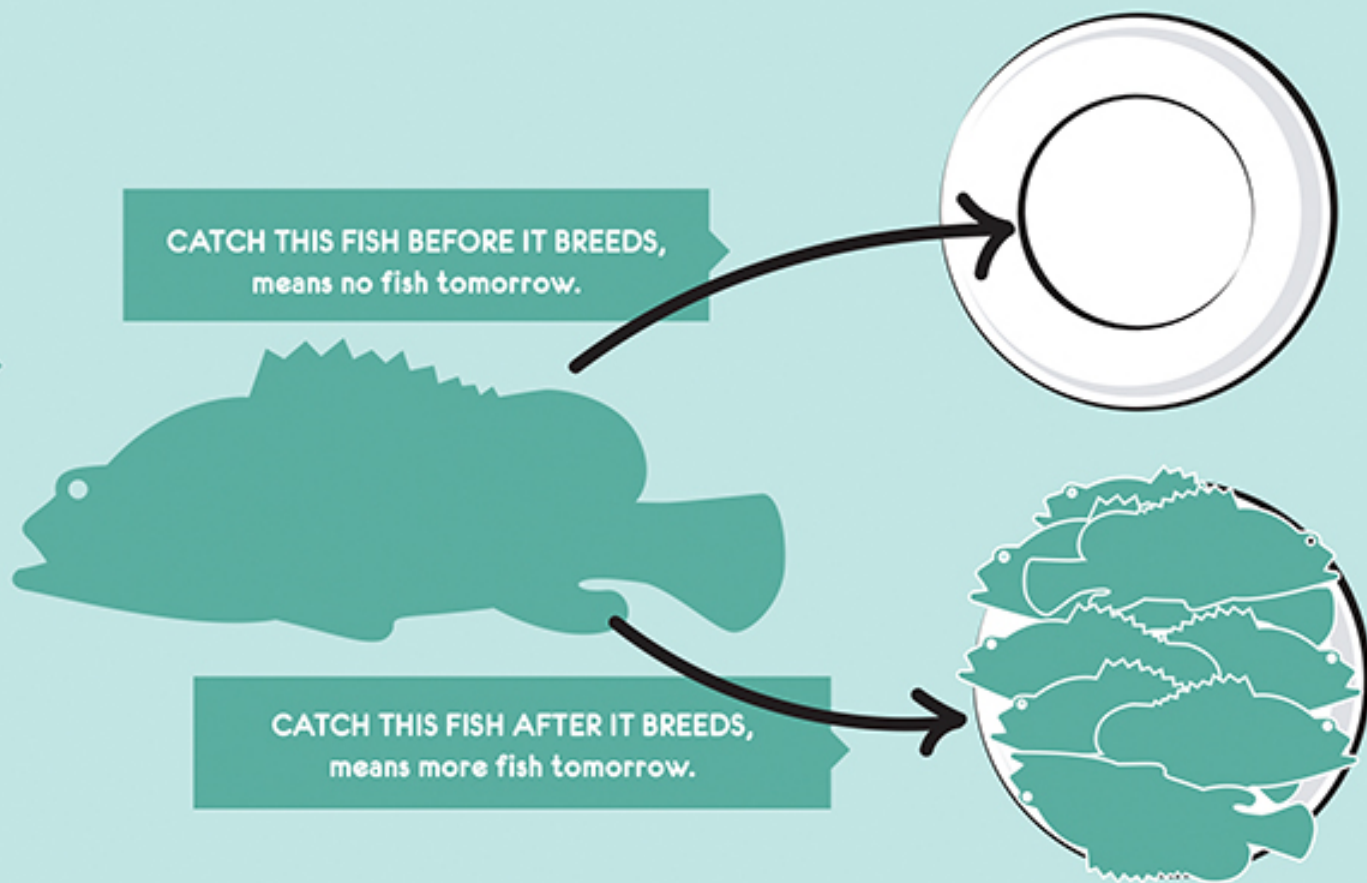 CATCH THIS FISH BEFORE IT BREEDS,
means no fish tomorrow.
CATCH THIS FISH AFTER IT BREEDS,
means more fish tomorrow.